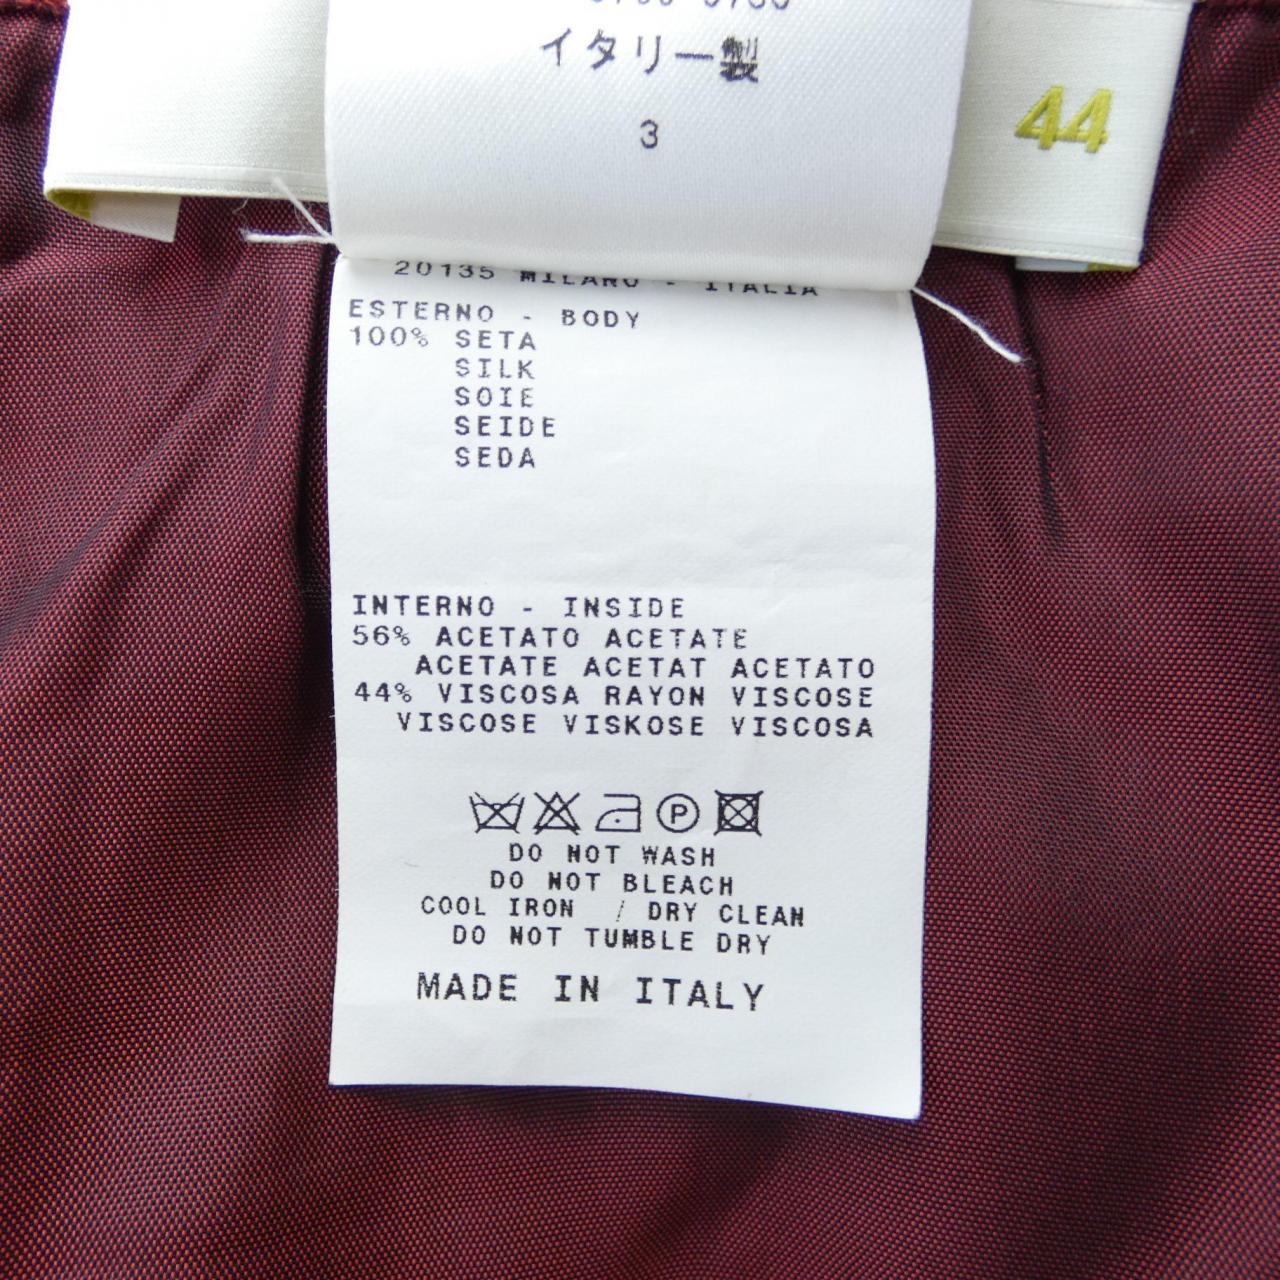 イタリー製
3
44
20135 MILANO - ITALIA
ESTERNO - BODY
100% SETA
SILK
SOIE
SEIDE
SEDA
INTERNO - INSIDE
56% ACETATO ACETATE
ACETATE ACETAT ACETATO
44% VISCOSA RAYON VISCOSE
VISCOSE VISKOSE VISCOSA
P
DO NOT WASH
DO NOT BLEACH
COOL IRON / DRY CLEAN
DO NOT TUMBLE DRY
MADE IN ITALY